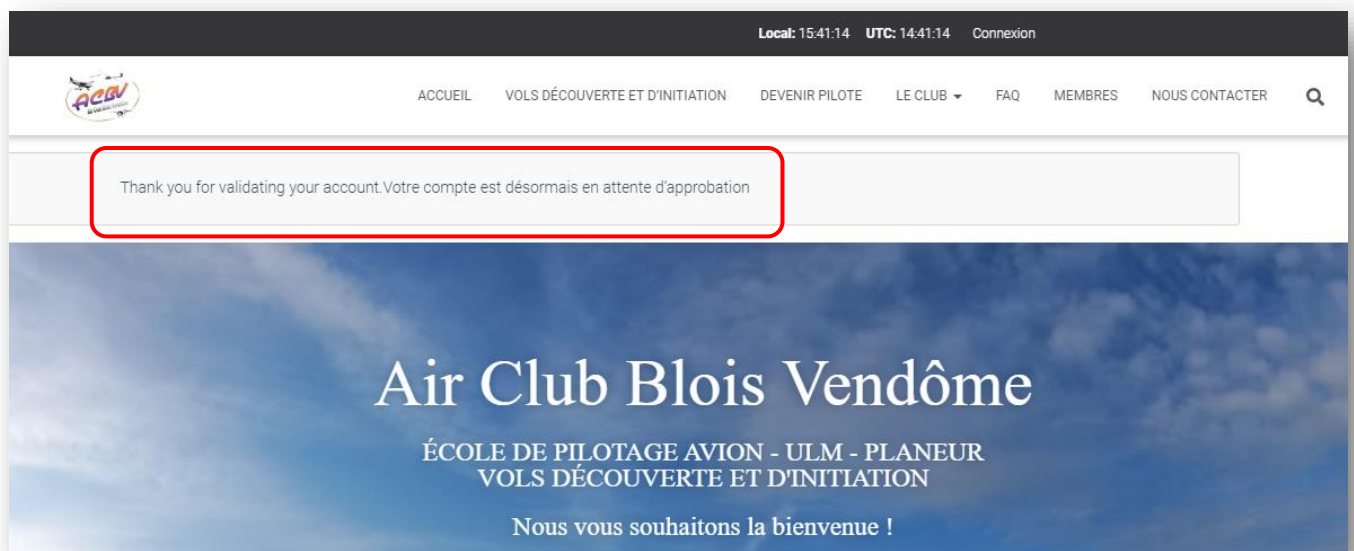 Local: 15:41:14 UTC: 14:41:14 Connexion
ACBV
ACCUEIL VOLS DÉCOUVERTE ET D'INITIATION DEVENIR PILOTE LE CLUB FAQ MEMBRES NOUS CONTACTER
Thank you for validating your account.Votre compte est désormais en attente d'approbation
Air Club Blois Vendôme
ÉCOLE DE PILOTAGE AVION - ULM - PLANEUR
VOLS DÉCOUVERTE ET D'INITIATION
Nous vous souhaitons la bienvenue !